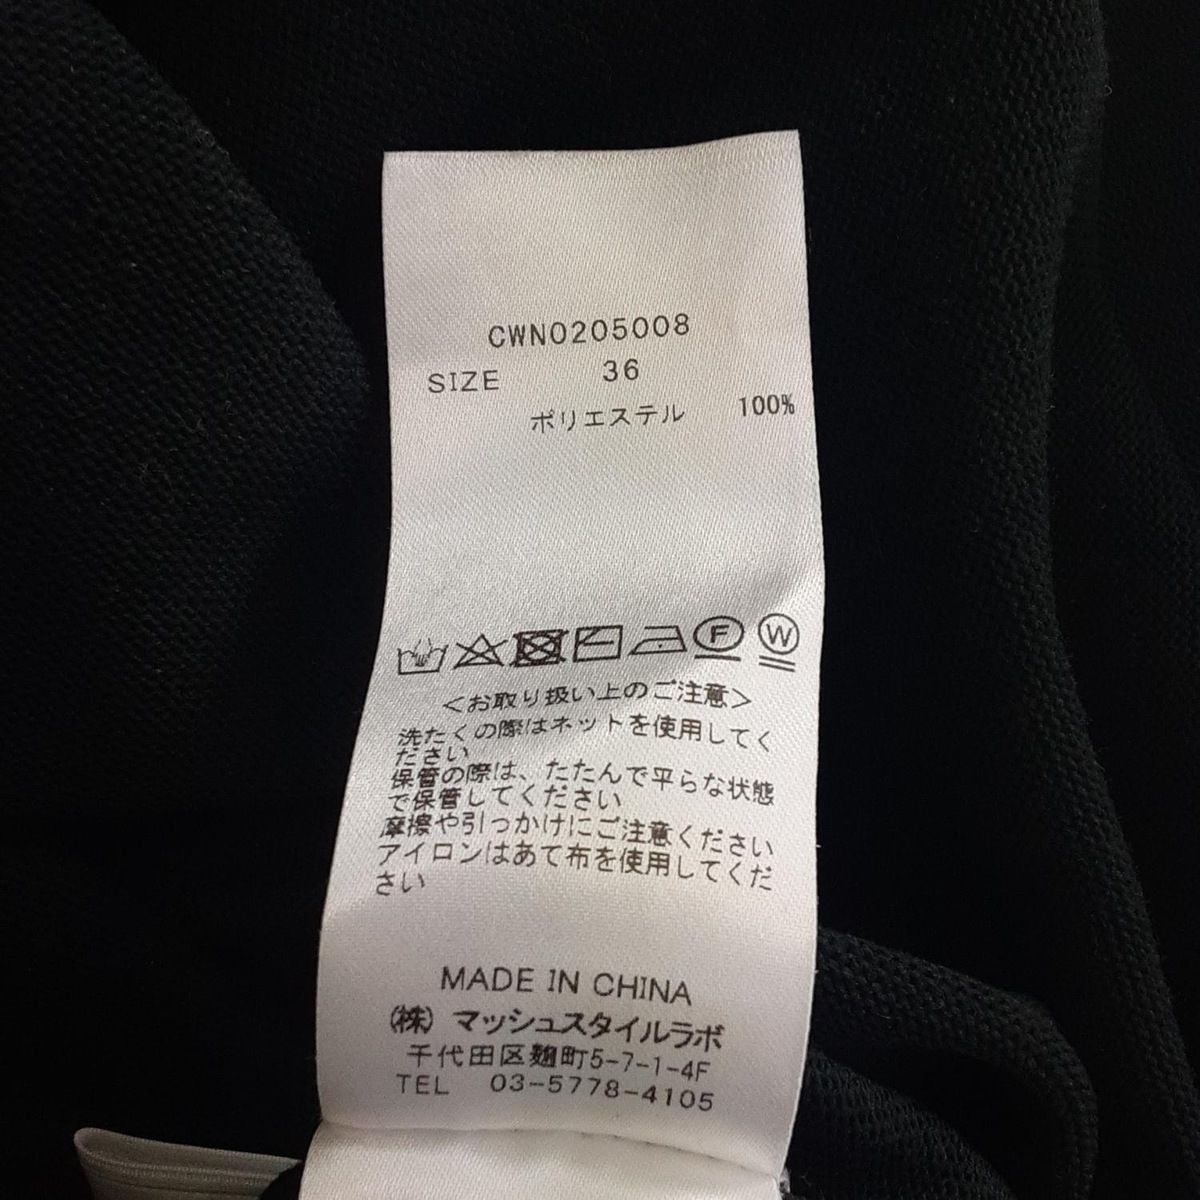 CWNO205008
SIZE 36
ポリエステル 100%
F W
<お取り扱い上のご注意>
洗たくの際はネットを使用してく
ださい
保管の際は、たたんで平らな状態
で保管してください
摩擦や引っかけにご注意ください
アイロンはあて布を使用してくだ
さい
MADE IN CHINA
(株) マッシュスタイルラボ
千代田区麹町5-7-1-4F
TEL 03-5778-4105